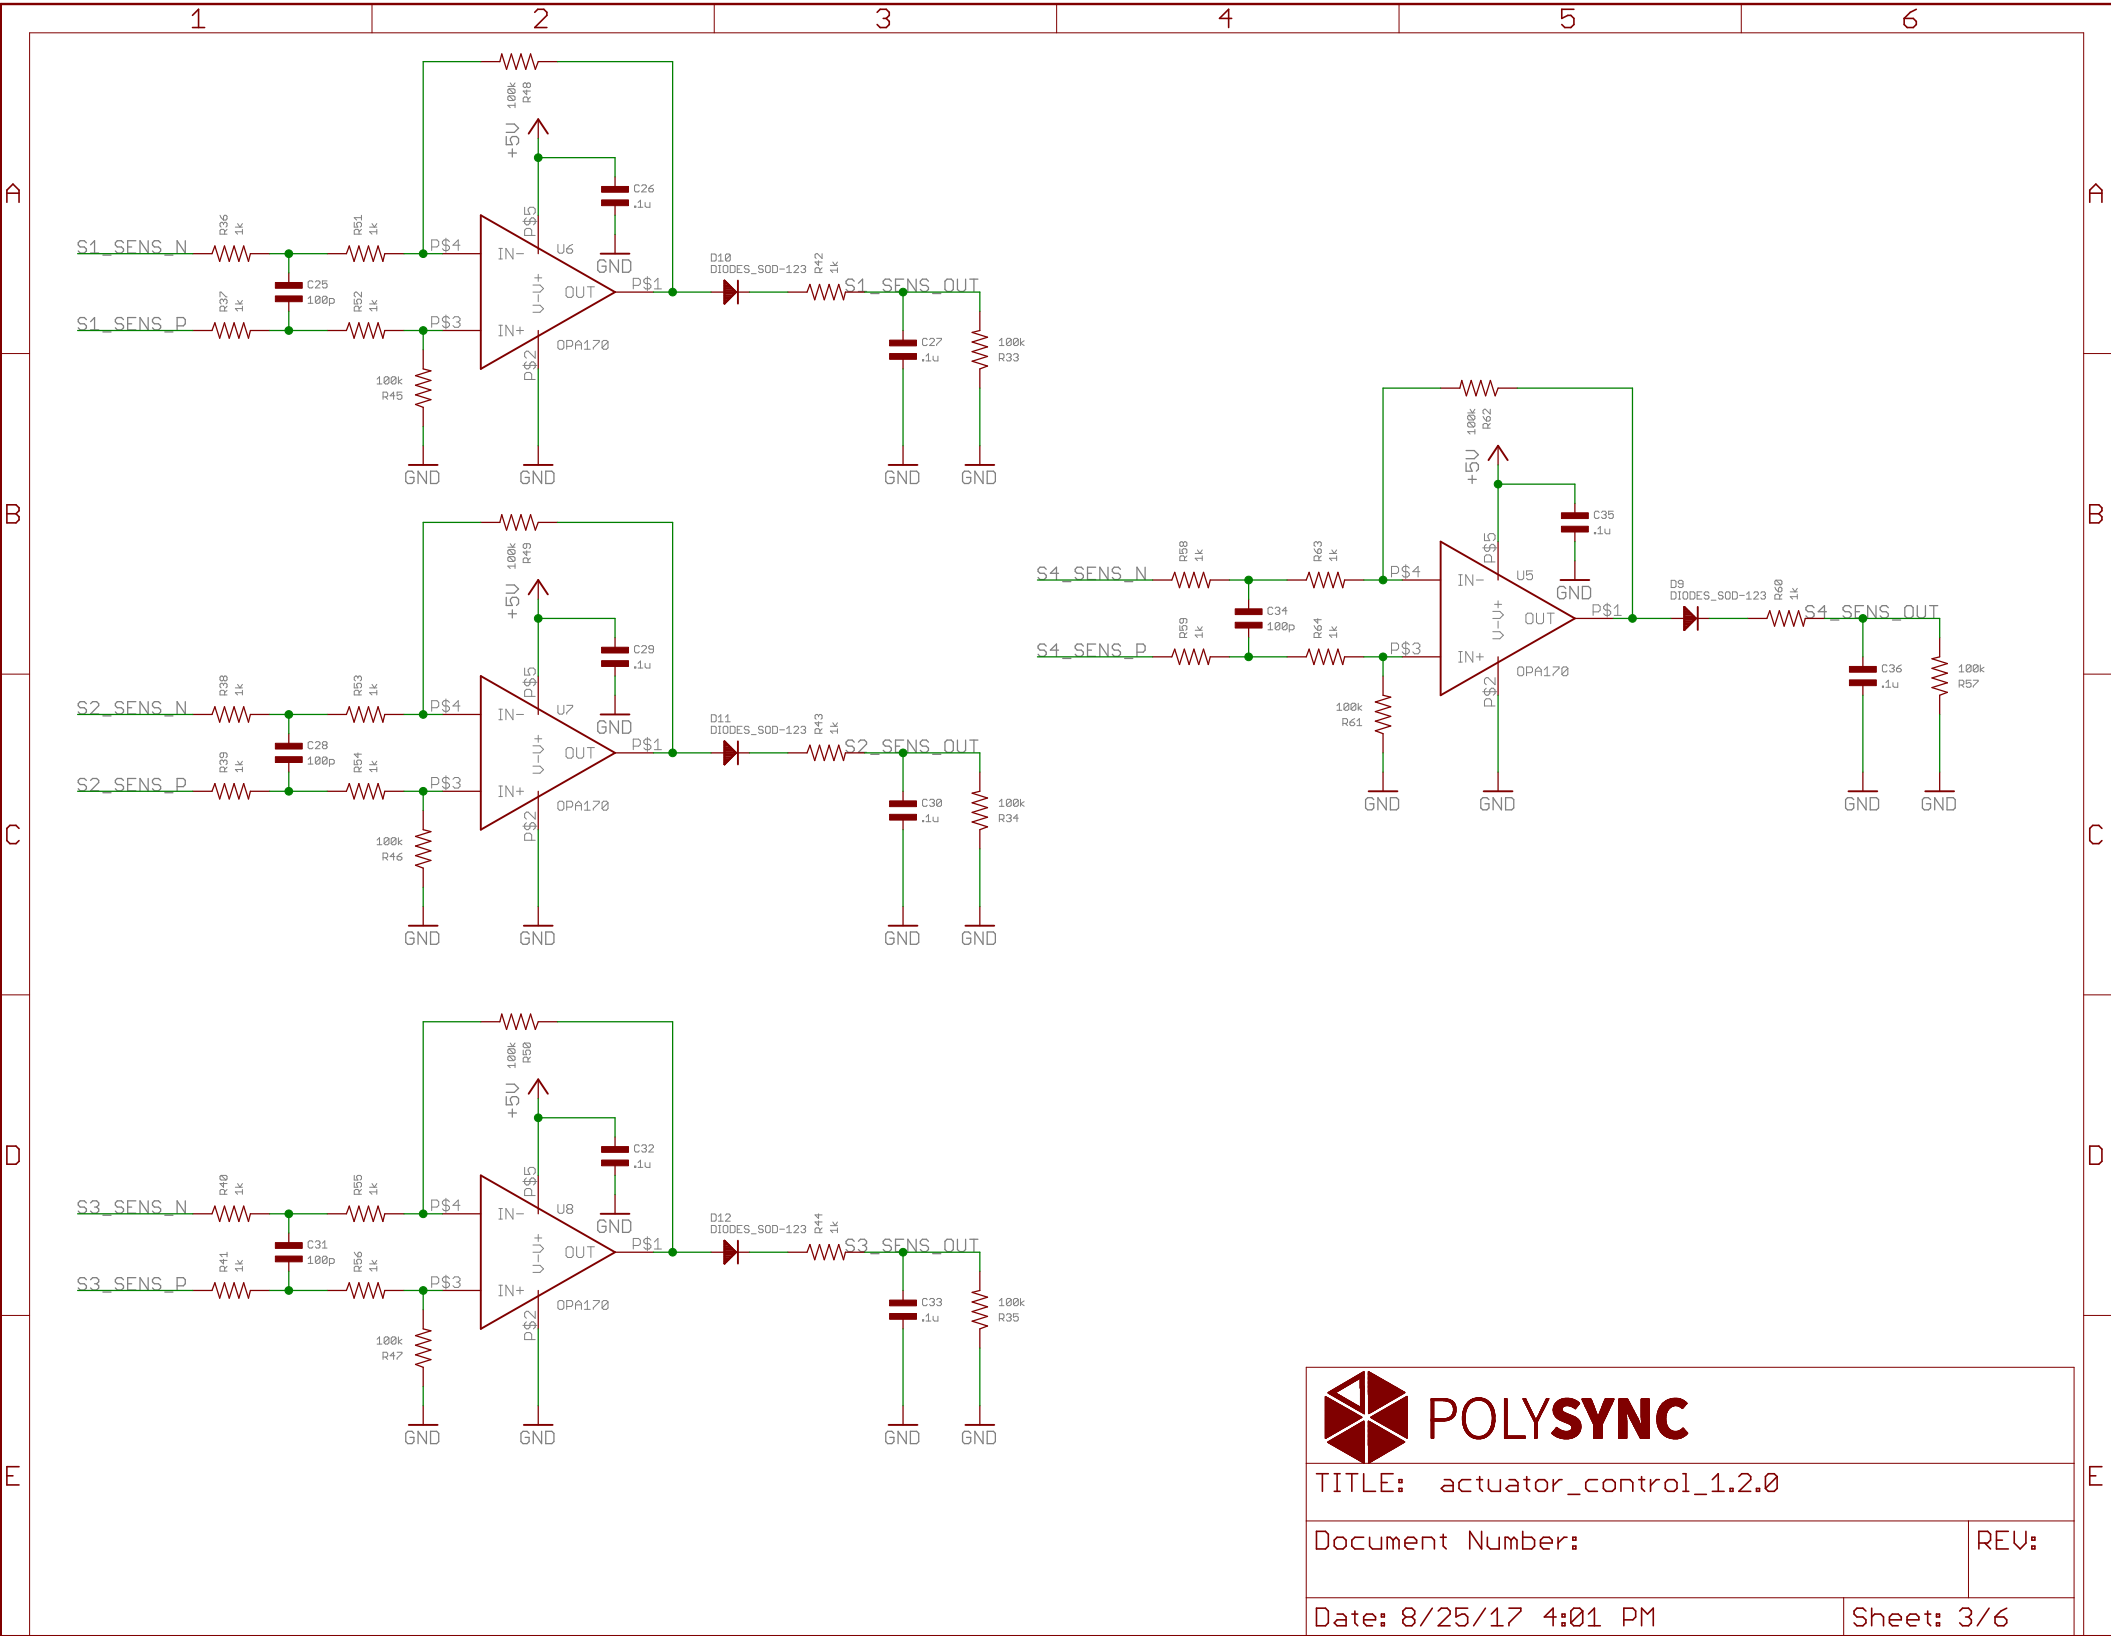 1 2 3 4 5 6
A A
B B
C C
D D
E E
100k
R48
+5V
C26
.1u
GND
S1_SENS_N
R36
1k
R51
1k
P$4
P$5
IN-
U6
V-V+
OUT
P$1
C25
100p
S1_SENS_P
R37
1k
R52
1k
P$3
IN+
P$2
OPA170
100k
R45
GND
GND
D10
DIODES_SOD-123
R42
1k
S1_SENS_OUT
C27
.1u
100k
R33
GND
GND
100k
R49
+5V
C29
.1u
GND
S2_SENS_N
R38
1k
R53
1k
P$4
P$5
IN-
U7
V-V+
OUT
P$1
C28
100p
S2_SENS_P
R39
1k
R54
1k
P$3
IN+
P$2
OPA170
100k
R46
GND
GND
D11
DIODES_SOD-123
R43
1k
S2_SENS_OUT
C30
.1u
100k
R34
GND
GND
100k
R50
+5V
C32
.1u
GND
S3_SENS_N
R40
1k
R55
1k
P$4
P$5
IN-
U8
V-V+
OUT
P$1
C31
100p
S3_SENS_P
R41
1k
R56
1k
P$3
IN+
P$2
OPA170
100k
R47
GND
GND
D12
DIODES_SOD-123
R44
1k
S3_SENS_OUT
C33
.1u
100k
R35
GND
GND
100k
R62
+5V
C35
.1u
GND
S4_SENS_N
R58
1k
R63
1k
P$4
P$5
IN-
U5
V-V+
OUT
P$1
C34
100p
S4_SENS_P
R59
1k
R64
1k
P$3
IN+
P$2
OPA170
100k
R61
GND
GND
D9
DIODES_SOD-123
R60
1k
S4_SENS_OUT
C36
.1u
100k
R57
GND
GND
POLYSYNC
TITLE: actuator_control_1.2.0
Document Number:
REV:
Date: 8/25/17 4:01 PM
Sheet: 3/6